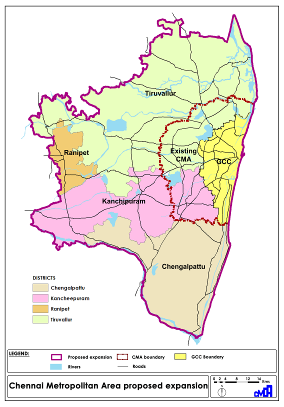 Tiruvallur
Ranipet
Existing
CMA
GCC
Kanchipuram
Chengalpattu
DISTRICTS
Chengalpattu
Kancheepuram
Ranipet
Tiruvallur
LEGEND:
Proposed expansion
CMA boundary
GCC Boundary
Rivers
Roads
Chennai Metropolitan Area proposed expansion
CMDA